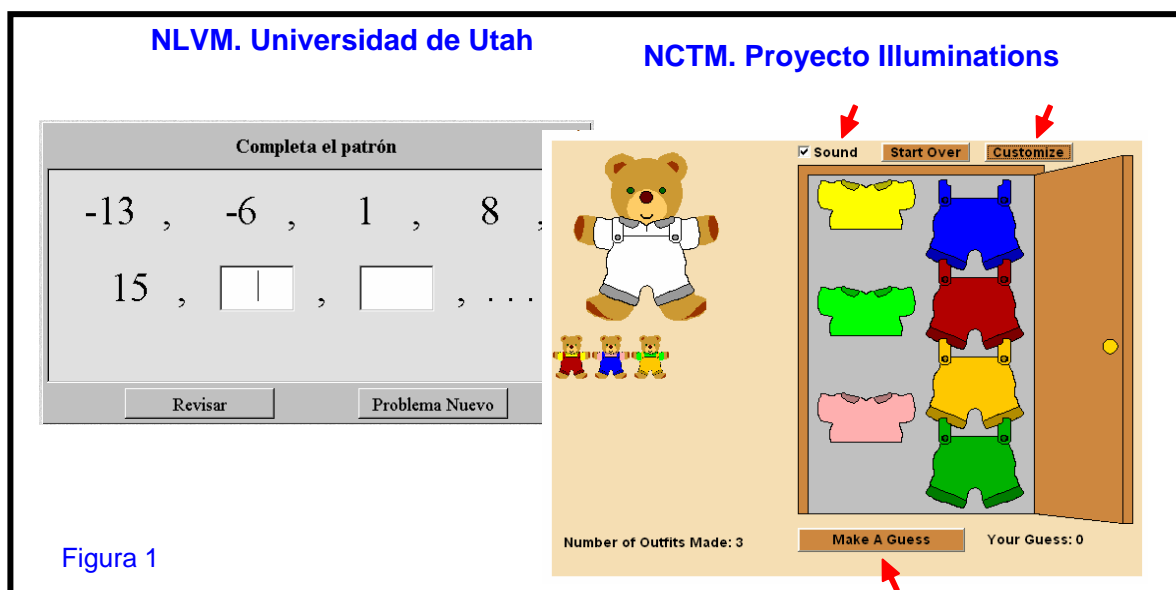 NLVM. Universidad de Utah
NCTM. Proyecto Illuminations
Completa el patrón
-13 , -6 , 1 , 8 ,
15 , , , ...
Revisar Problema Nuevo
Sound Start Over Customize
Number of Outfits Made: 3 Make A Guess Your Guess: 0
Figura 1